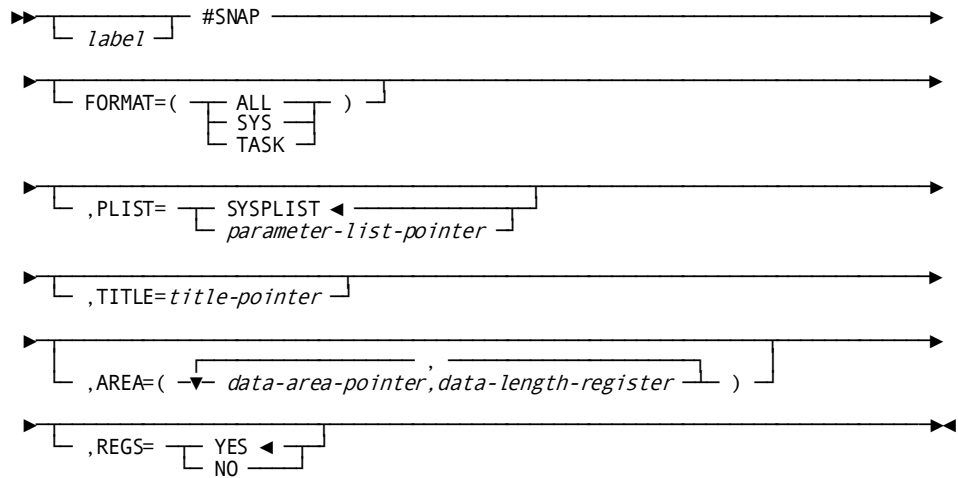 #SNAP
label
FORMAT=( ALL )
SYS
TASK
,PLIST= SYSPLIST
parameter-list-pointer
,TITLE=title-pointer
,
,AREA=( data-area-pointer,data-length-register )
,REGS= YES
NO